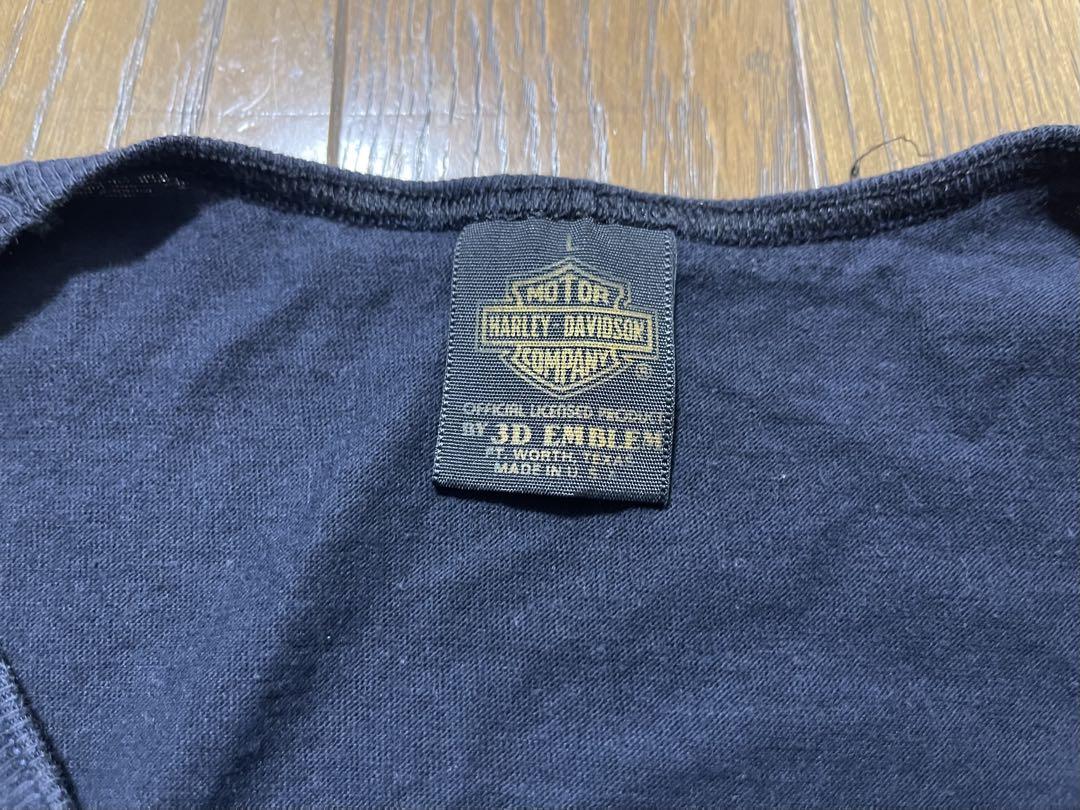 L
MOTOR
HARLEY-DAVIDSON
COMPANY
®
OFFICIAL LICENSED PRODUCT
BY 3D EMBLEM
FT. WORTH, TEXAS
MADE IN U.S.